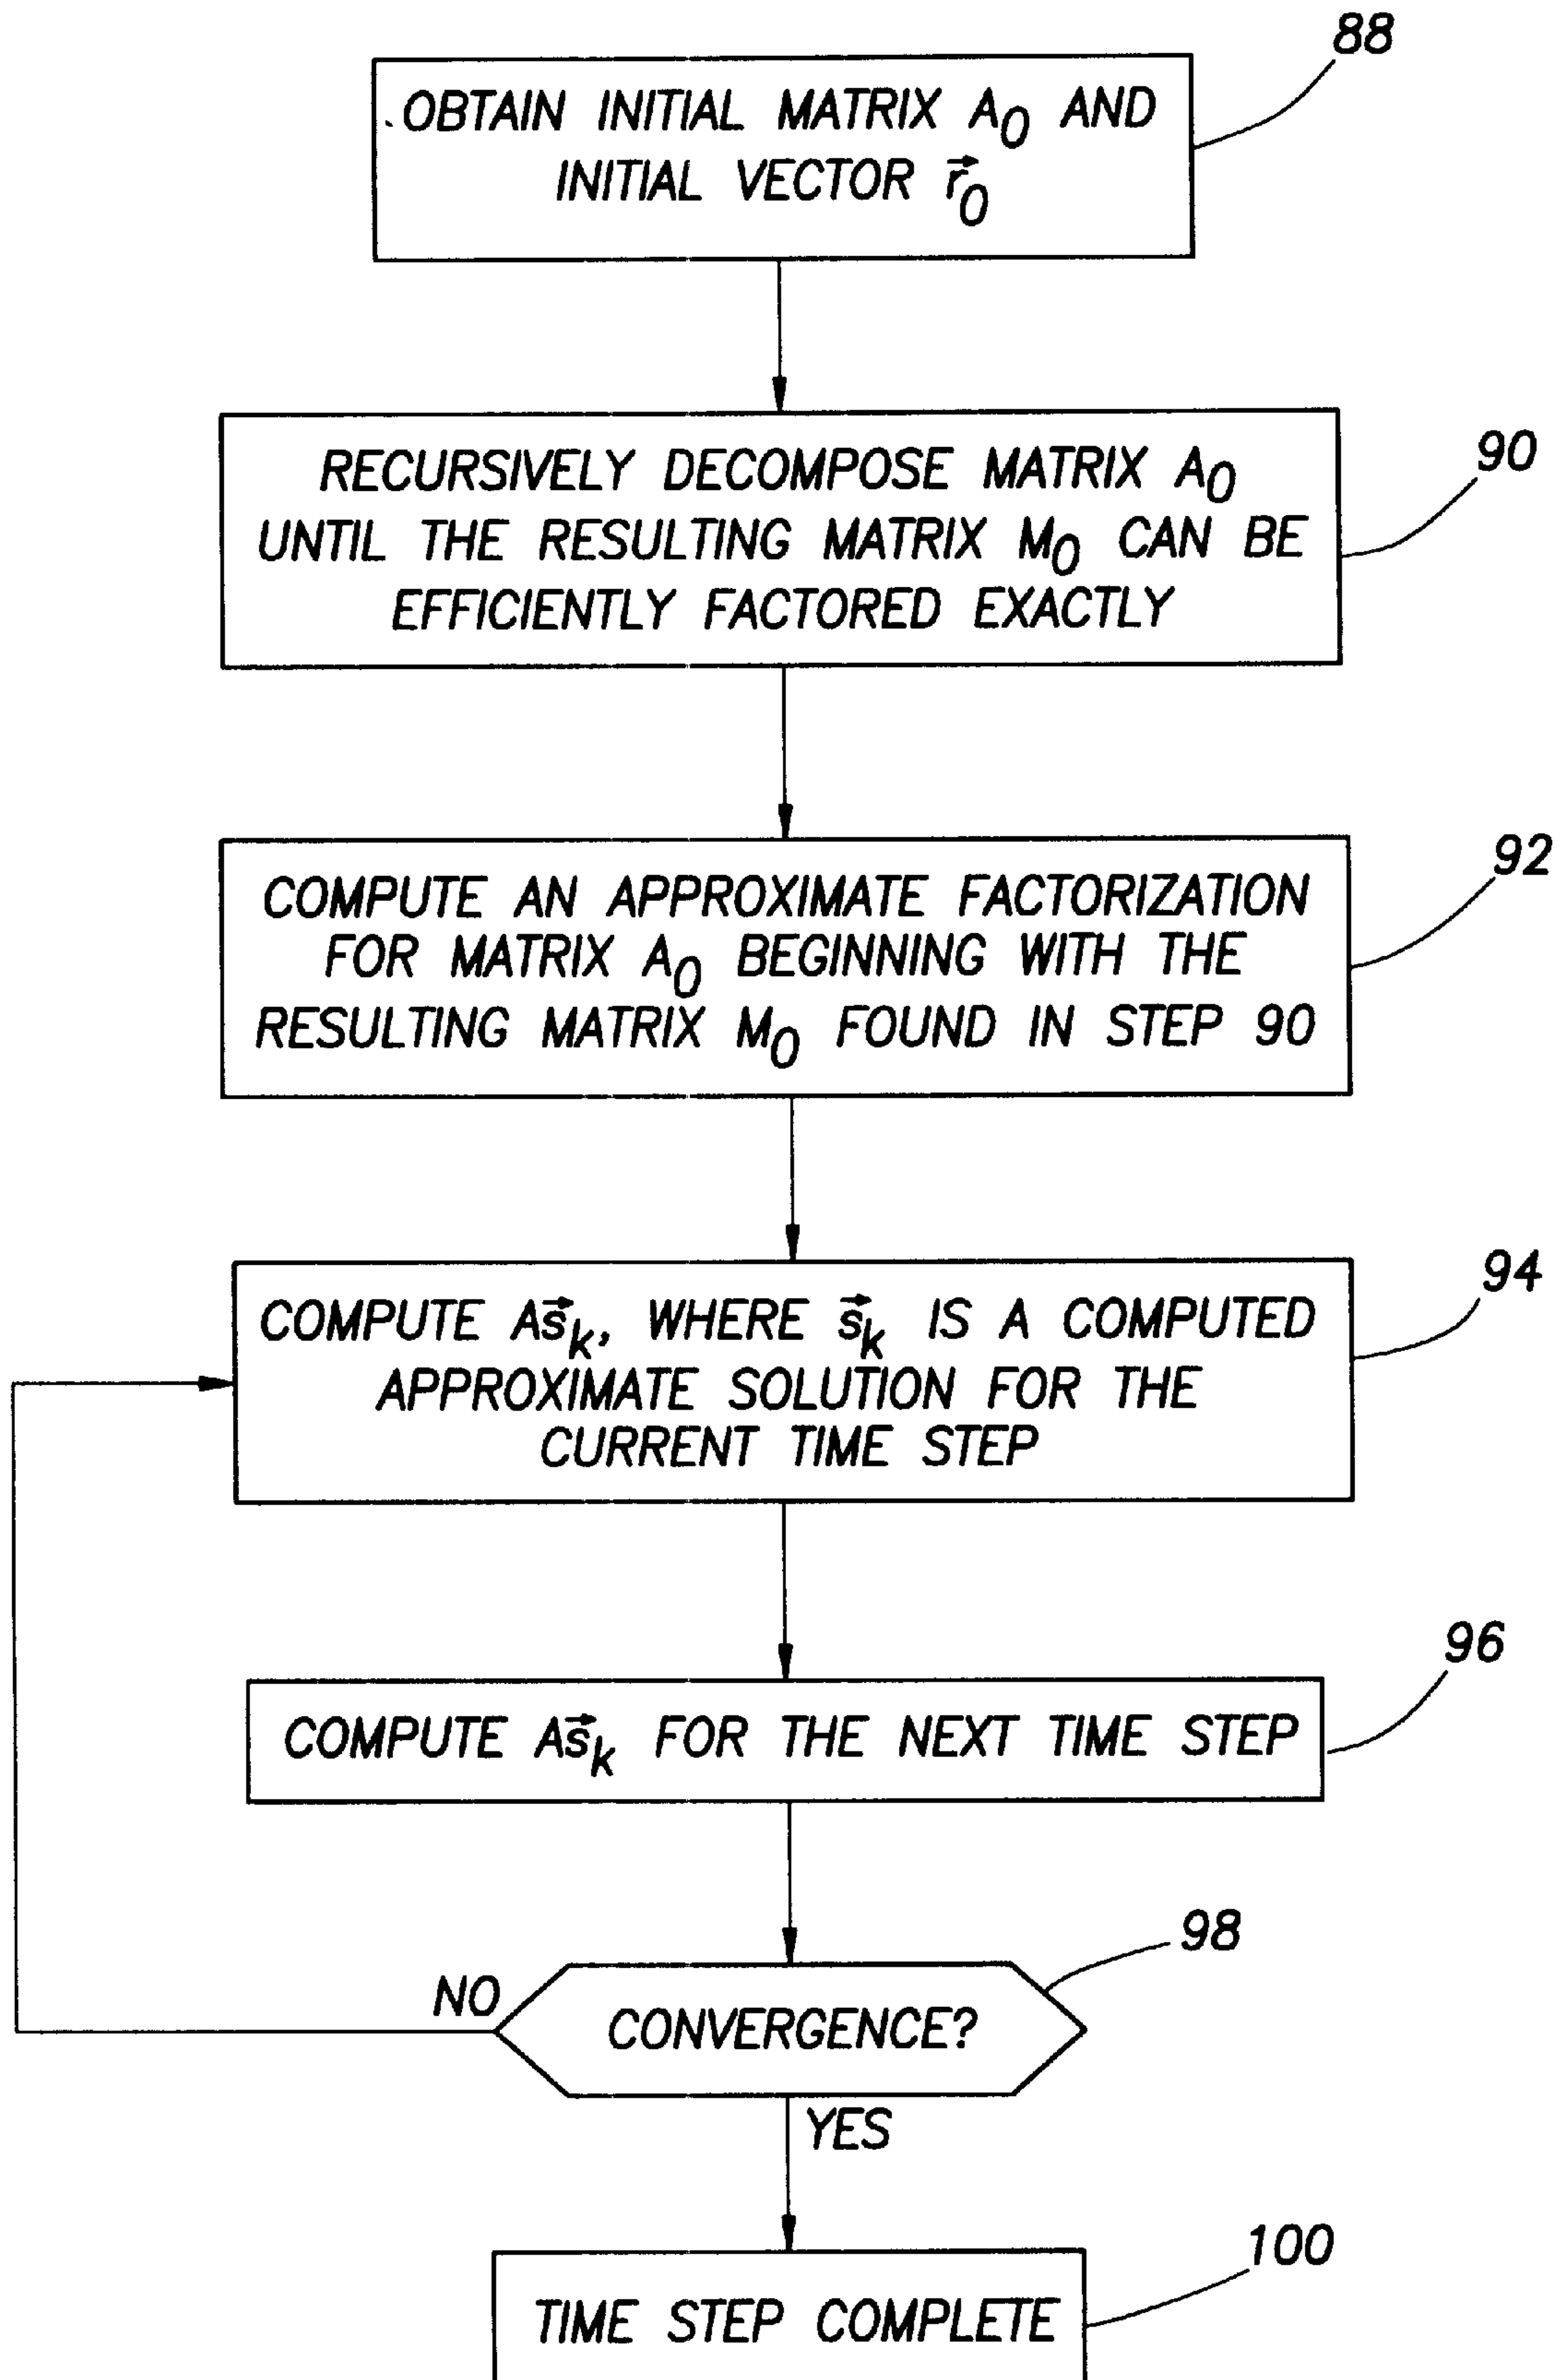 88
OBTAIN INITIAL MATRIX A₀ AND
INITIAL VECTOR r⃗₀
90
RECURSIVELY DECOMPOSE MATRIX A₀
UNTIL THE RESULTING MATRIX M₀ CAN BE
EFFICIENTLY FACTORED EXACTLY
92
COMPUTE AN APPROXIMATE FACTORIZATION
FOR MATRIX A₀ BEGINNING WITH THE
RESULTING MATRIX M₀ FOUND IN STEP 90
94
COMPUTE As⃗ₖ, WHERE s⃗ₖ IS A COMPUTED
APPROXIMATE SOLUTION FOR THE
CURRENT TIME STEP
96
COMPUTE As⃗ₖ FOR THE NEXT TIME STEP
98
NO
CONVERGENCE?
YES
100
TIME STEP COMPLETE